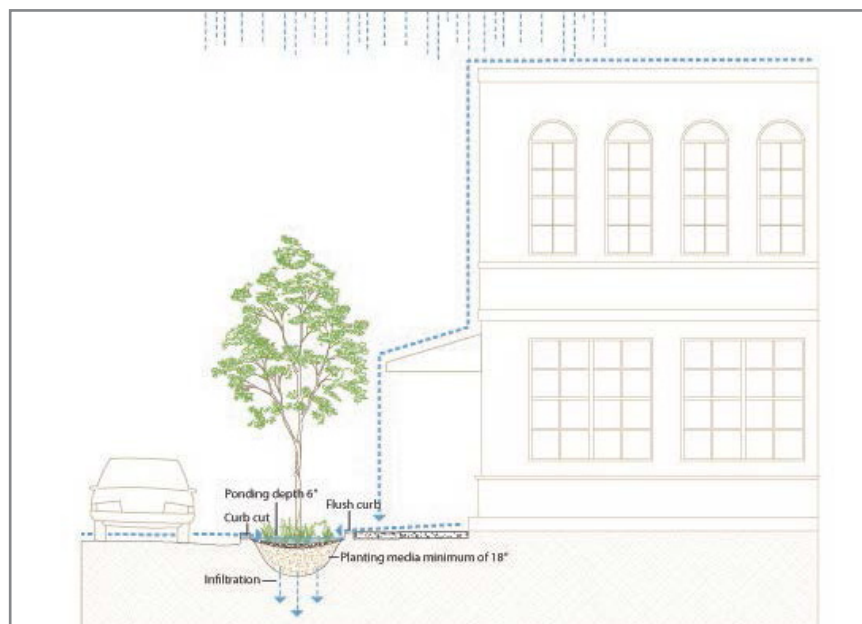 Ponding depth 6"
Flush curb
Curb cut
Planting media minimum of 18"
Infiltration